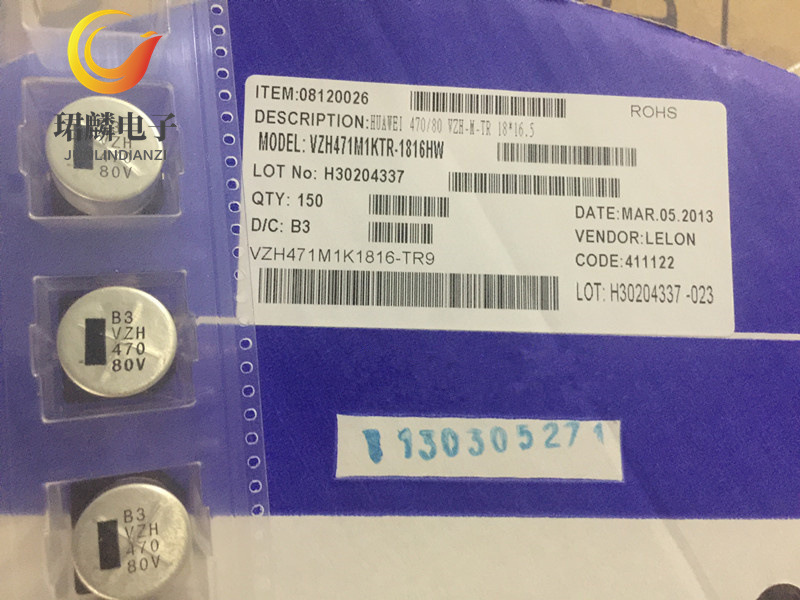 珺麟电子
JUNLINDIANZI
VZH
80V
B3
VZH
470
80V
B3
VZH
470
80V
ITEM:08120026
ROHS
DESCRIPTION:HUAWEI 470/80 VZH-M-TR 18*16.5
MODEL: VZH471M1KTR-1816HW
LOT No: H30204337
QTY: 150
DATE:MAR.05.2013
D/C: B3
VENDOR:LELON
VZH471M1K1816-TR9
CODE:411122
LOT: H30204337 -023
130305271